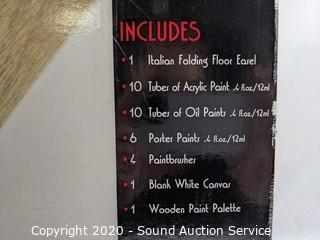 INCLUDES
• 1 Italian Folding Floor Easel
• 10 Tubes of Acrylic Paint .4 fl.oz./12ml
• 10 Tubes of Oil Paints .4 fl.oz./12ml
• 6 Poster Paints .4 fl.oz./12ml
• 4 Paintbrushes
• 1 Blank White Canvas
• 1 Wooden Paint Palette
Copyright 2020 - Sound Auction Service